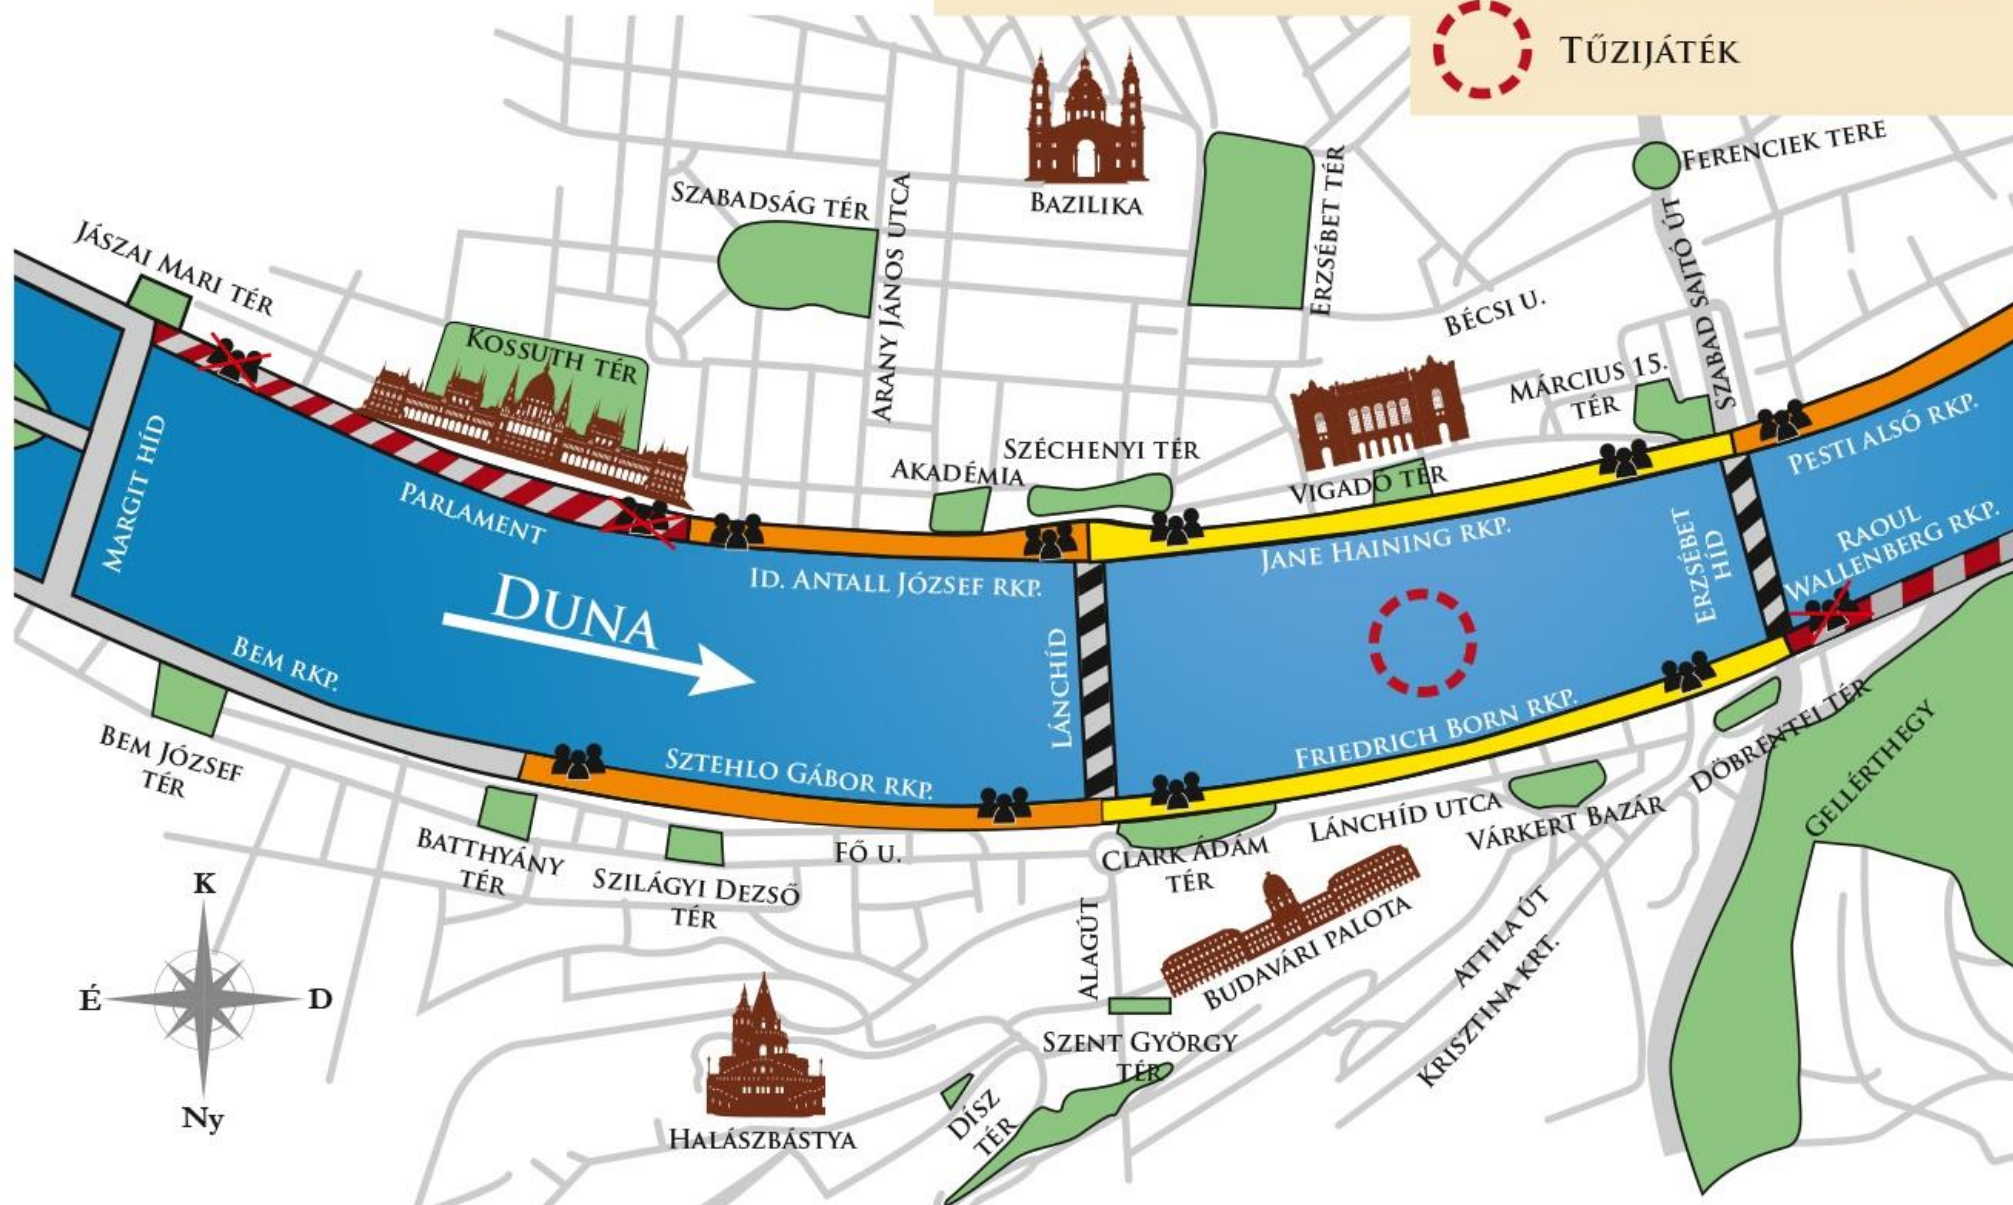 TŰZIJÁTÉK
FERENCIEK TERE
BAZILIKA
ERZSÉBET TÉR
SZABADSÁG TÉR
ARANY JÁNOS UTCA
JÁSZAI MARI TÉR
KOSSUTH TÉR
BÉCSI U.
SZABAD SAJTÓ ÚT
MÁRCIUS 15.
TÉR
SZÉCHENYI TÉR
AKADÉMIA
VIGADÓ TÉR
MARGIT HÍD
PARLAMENT
PESTI ALSÓ RKP.
RAOUL
WALLENBERG RKP.
JANE HAINING RKP.
ERZSÉBET
HÍD
ID. ANTALL JÓZSEF RKP.
DUNA
LÁNCHÍD
BEM RKP.
SZTEHLO GÁBOR RKP.
FRIEDRICH BORN RKP.
BEM JÓZSEF
TÉR
BATTHYÁNY
TÉR
SZILÁGYI DEZSŐ
TÉR
FŐ U.
CLARK ÁDÁM
TÉR
LÁNCHÍD UTCA
VÁRKERT BAZÁR
DÖBRENTEI TÉR
GELLÉRTHEGY
ALAGÚT
BUDAVÁRI PALOTA
ATTILA ÚT
KRISZTINA KRT.
K
É
D
Ny
HALÁSZBÁSTYA
SZENT GYÖRGY
TÉR
DÍSZ
TÉR